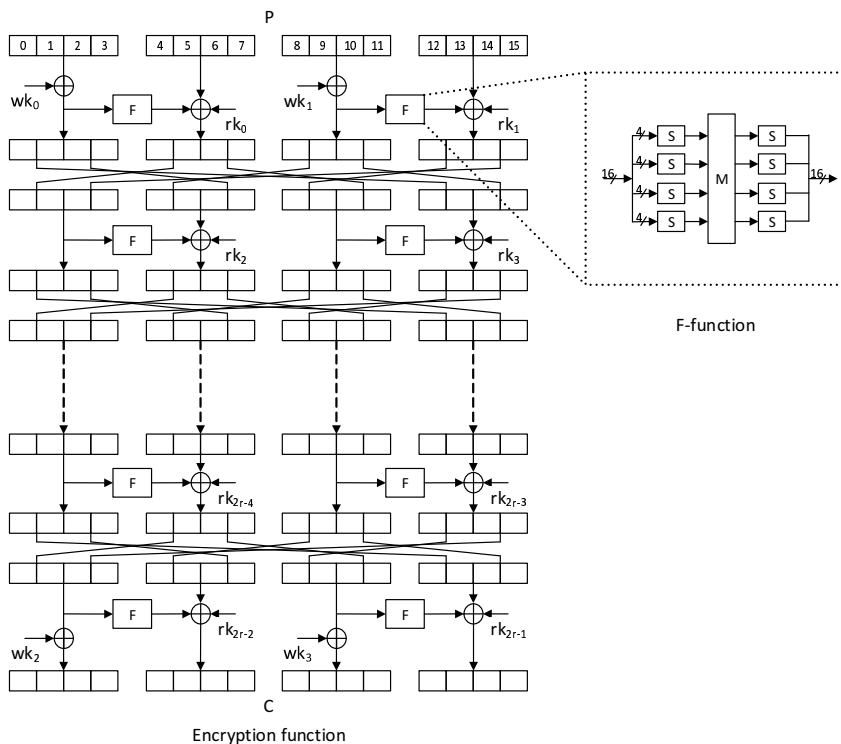 P
0 1 2 3 4 5 6 7 8 9 10 11 12 13 14 15
wk0 F rk0 wk1 F rk1
F rk2 F rk3
F rk2r-4 F rk2r-3
F rk2r-2 F rk2r-1
wk2 wk3
C
Encryption function
4 S S
4 S S
16 M 16
4 S S
4 S S
F-function